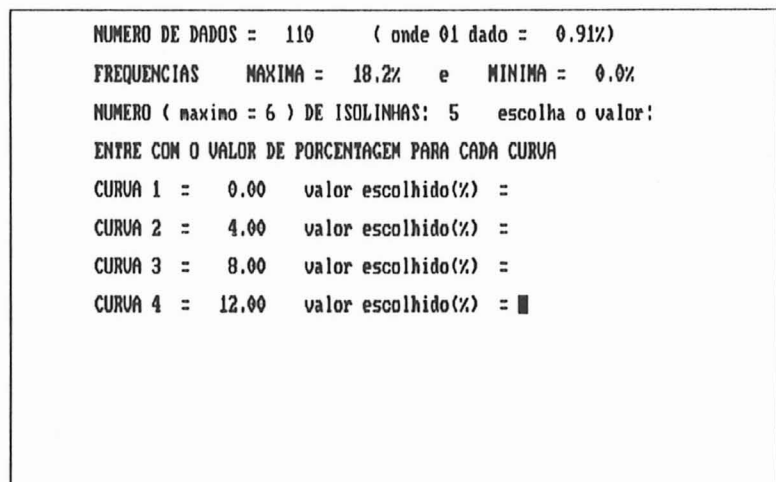 NUMERO DE DADOS = 110 ( onde 01 dado = 0.91%)
FREQUENCIAS MAXIMA = 18.2% e MINIMA = 0.0%
NUMERO ( maximo = 6 ) DE ISOLINHAS: 5 escolha o valor:
ENTRE COM O VALOR DE PORCENTAGEM PARA CADA CURVA
CURVA 1 = 0.00 valor escolhido(%) =
CURVA 2 = 4.00 valor escolhido(%) =
CURVA 3 = 8.00 valor escolhido(%) =
CURVA 4 = 12.00 valor escolhido(%) =